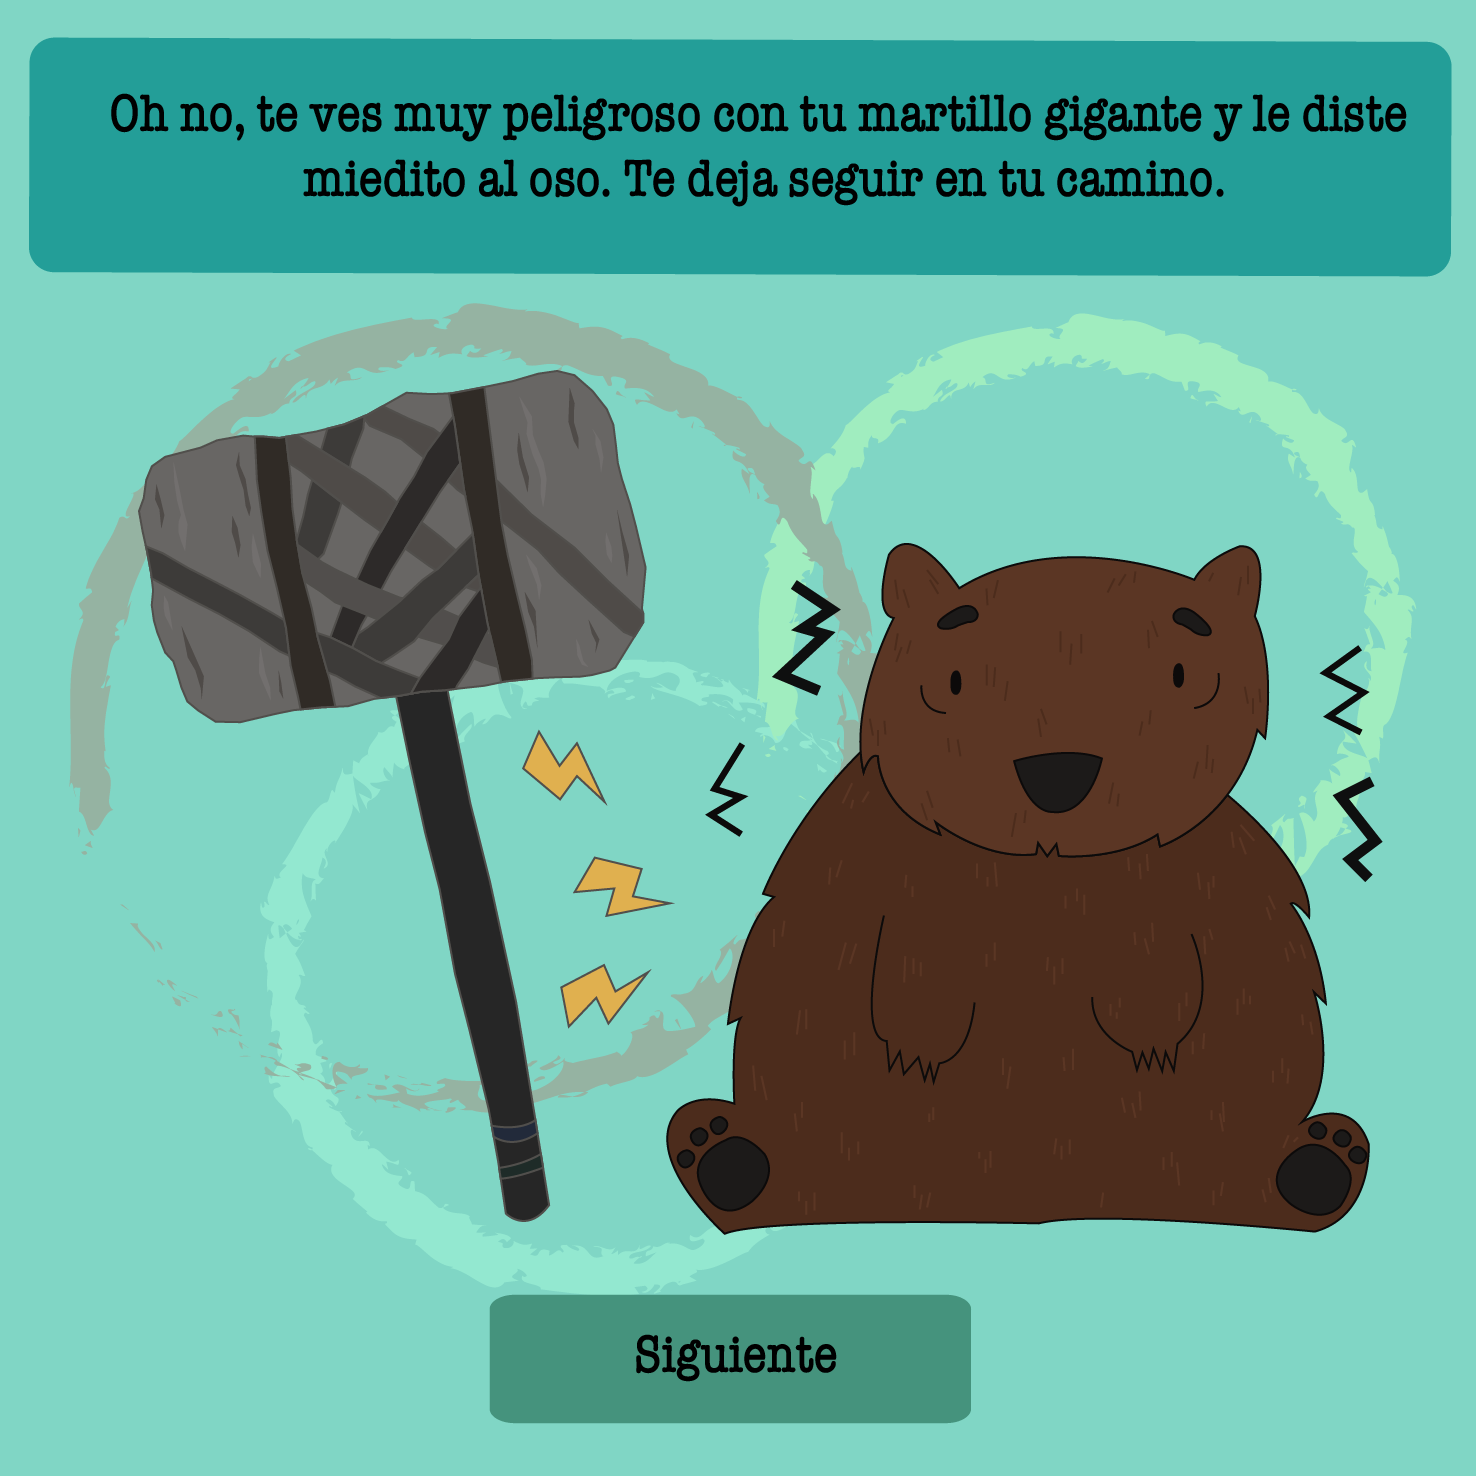 Oh no, te ves muy peligroso con tu martillo gigante y le diste
miedito al oso. Te deja seguir en tu camino.
Siguiente